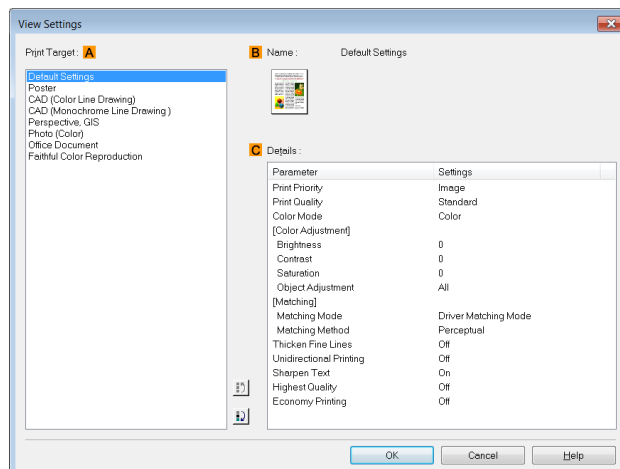 View Settings
Print Target : A
Default Settings
Poster
CAD (Color Line Drawing)
CAD (Monochrome Line Drawing )
Perspective, GIS
Photo (Color)
Office Document
Faithful Color Reproduction
B Name : Default Settings
C Details :
Parameter Settings
Print Priority Image
Print Quality Standard
Color Mode Color
[Color Adjustment]
Brightness 0
Contrast 0
Saturation 0
Object Adjustment All
[Matching]
Matching Mode Driver Matching Mode
Matching Method Perceptual
Thicken Fine Lines Off
Unidirectional Printing Off
Sharpen Text On
Highest Quality Off
Economy Printing Off
OK Cancel Help